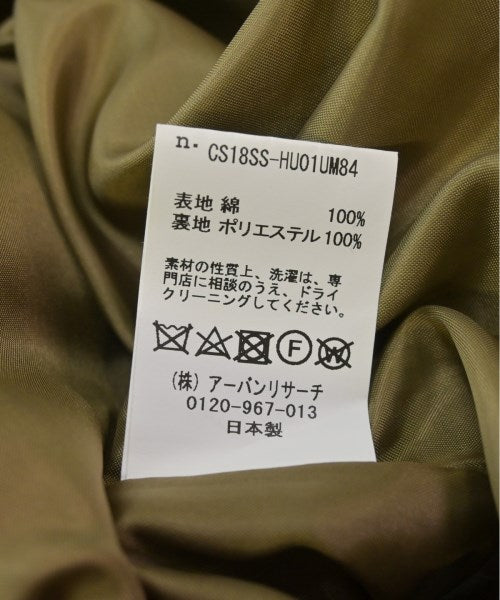 n. CS18SS-HU01UM84
表地 綿 100%
裏地 ポリエステル 100%
素材の性質上、洗濯は、専
門店に相談のうえ、ドライ
クリーニングしてください。
F W
(株) アーバンリサーチ
0120-967-013
日本製